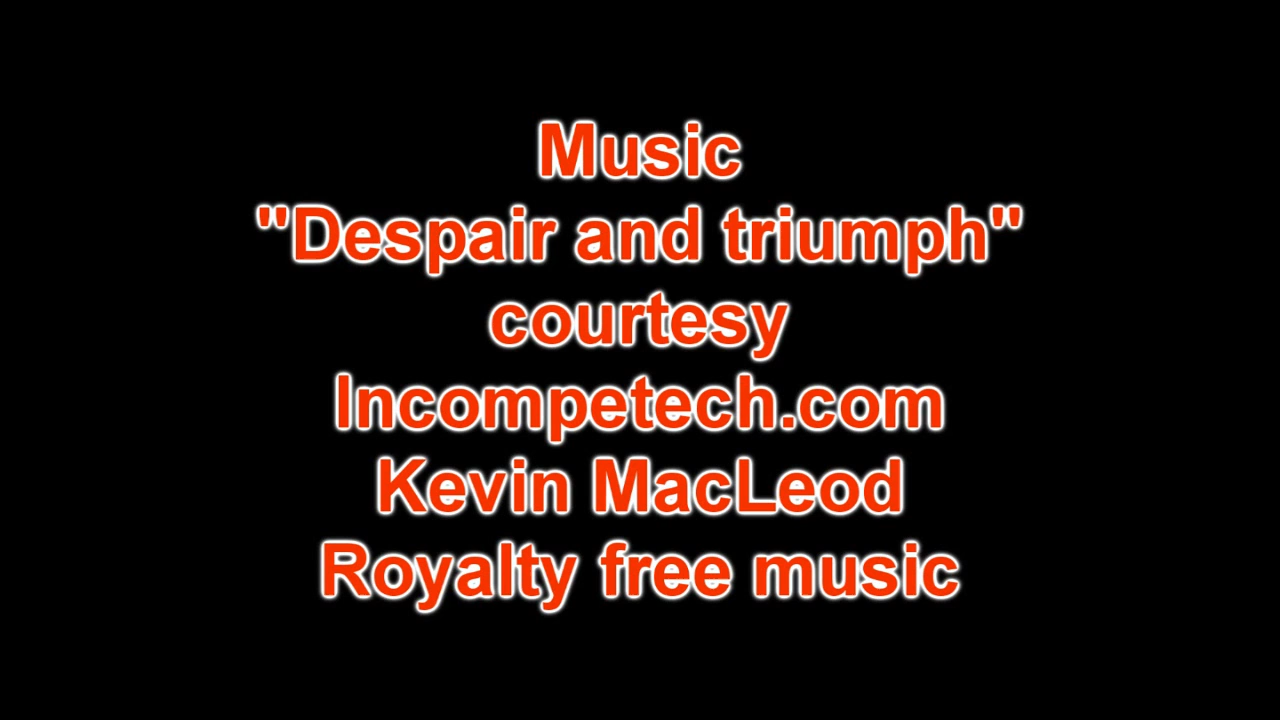 Music
"Despair and triumph"
courtesy
Incompetech.com
Kevin MacLeod
Royalty free music